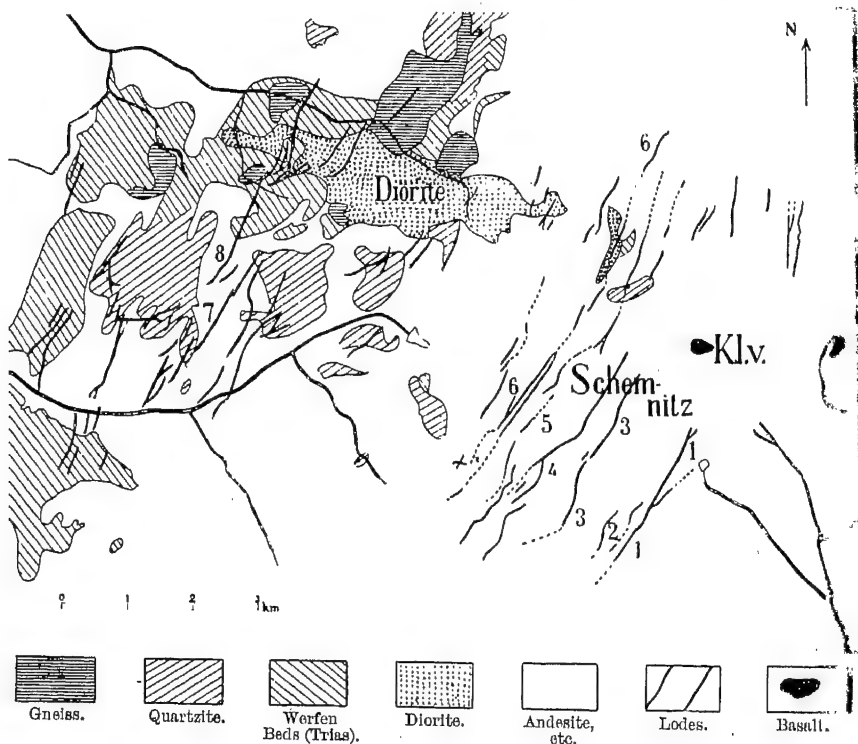 N
6
Diorite
8
7
Kl.v.
6
Schem-
nitz
5
3
4
1
3
2
1
0 1 2 3 km
Gneiss.
Quartzite.
Werfen
Beds (Trias).
Diorite.
Andesite,
etc.
Lodes.
Basalt.